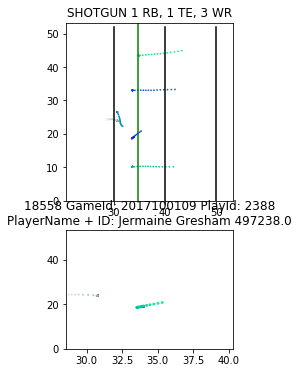 SHOTGUN 1 RB, 1 TE, 3 WR
50
40
30
20
10
0
30 40 50
18559 GameId: 2017100109 PlayId: 2388
PlayerName + ID: Jermaine Gresham 497238.0
40
20
0
30.0 32.5 35.0 37.5 40.0